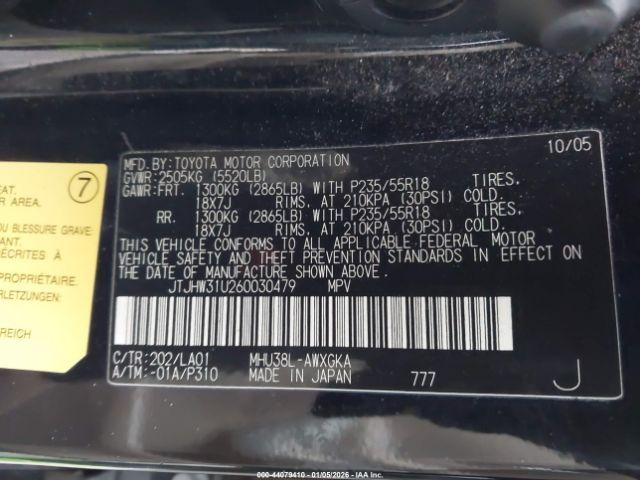 MFD.BY:TOYOTA MOTOR CORPORATION 10/05
GVWR:2505KG (5520LB)
GAWR:FRT. 1300KG (2865LB) WITH P235/55R18 TIRES,
18X7J RIMS, AT 210KPA (30PSI) COLD.
RR. 1300KG (2865LB) WITH P235/55R18 TIRES,
18X7J RIMS, AT 210KPA (30PSI) COLD.
THIS VEHICLE CONFORMS TO ALL APPLICABLE FEDERAL MOTOR
VEHICLE SAFETY AND THEFT PREVENTION STANDARDS IN EFFECT ON
THE DATE OF MANUFACTURE SHOWN ABOVE.
JTJHW31U260030479 MPV
C/TR:202/LA01 MHU38L-AWXGKA
A/TM:-01A/P310 MADE IN JAPAN 777 J
7
EAT.
R AREA.
U BLESSURE GRAVE
ANT.
DÉCRITES À
PROPRIÉTAIRE.
ERLETZUNGEN.
EREICH
000-44079410 - 01/05/2026 - IAA Inc.